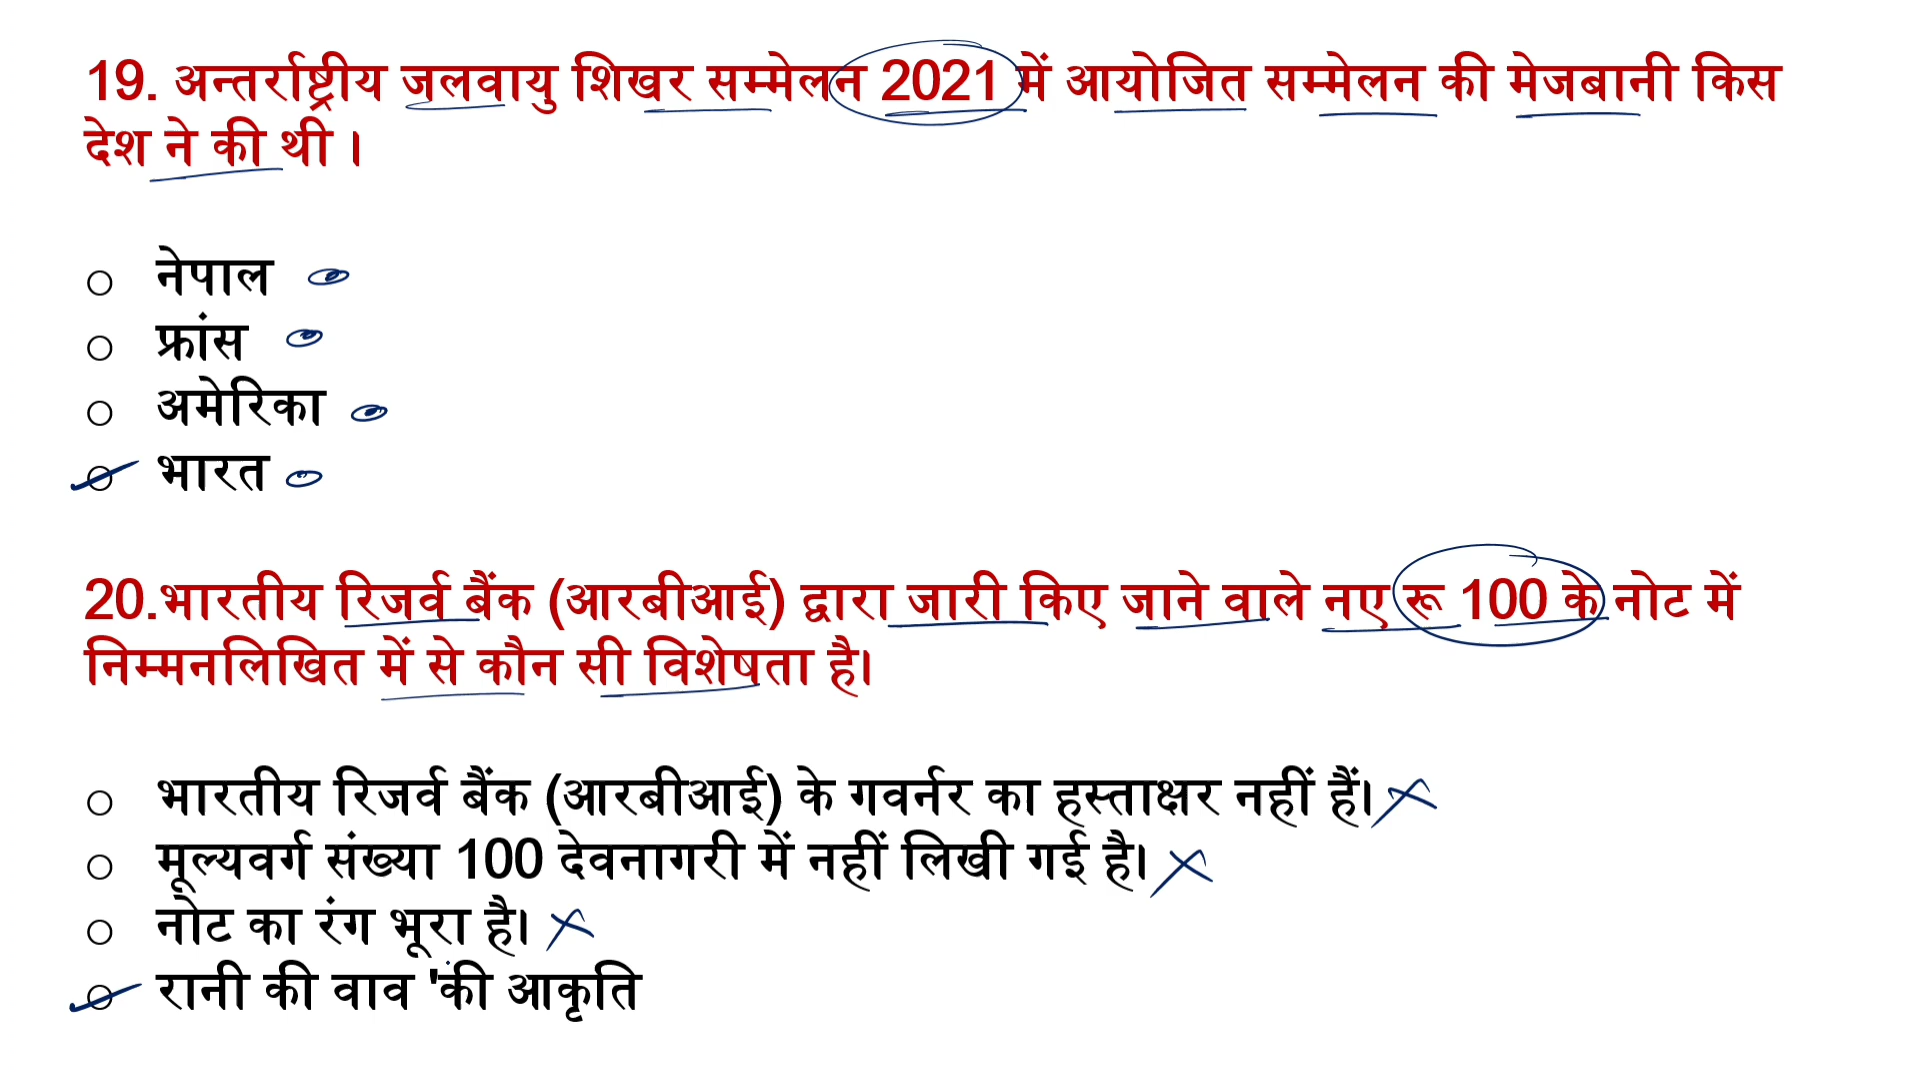 19. अन्तर्राष्ट्रीय जलवायु शिखर सम्मेलन 2021 में आयोजित सम्मेलन की मेजबानी किस
देश ने की थी ।
○ नेपाल
○ फ्रांस
○ अमेरिका
○ भारत
20.भारतीय रिजर्व बैंक (आरबीआई) द्वारा जारी किए जाने वाले नए रू 100 के नोट में
निम्मनलिखित में से कौन सी विशेषता है।
○ भारतीय रिजर्व बैंक (आरबीआई) के गवर्नर का हस्ताक्षर नहीं हैं।
○ मूल्यवर्ग संख्या 100 देवनागरी में नहीं लिखी गई है।
○ नोट का रंग भूरा है।
○ रानी की वाव 'की आकृति